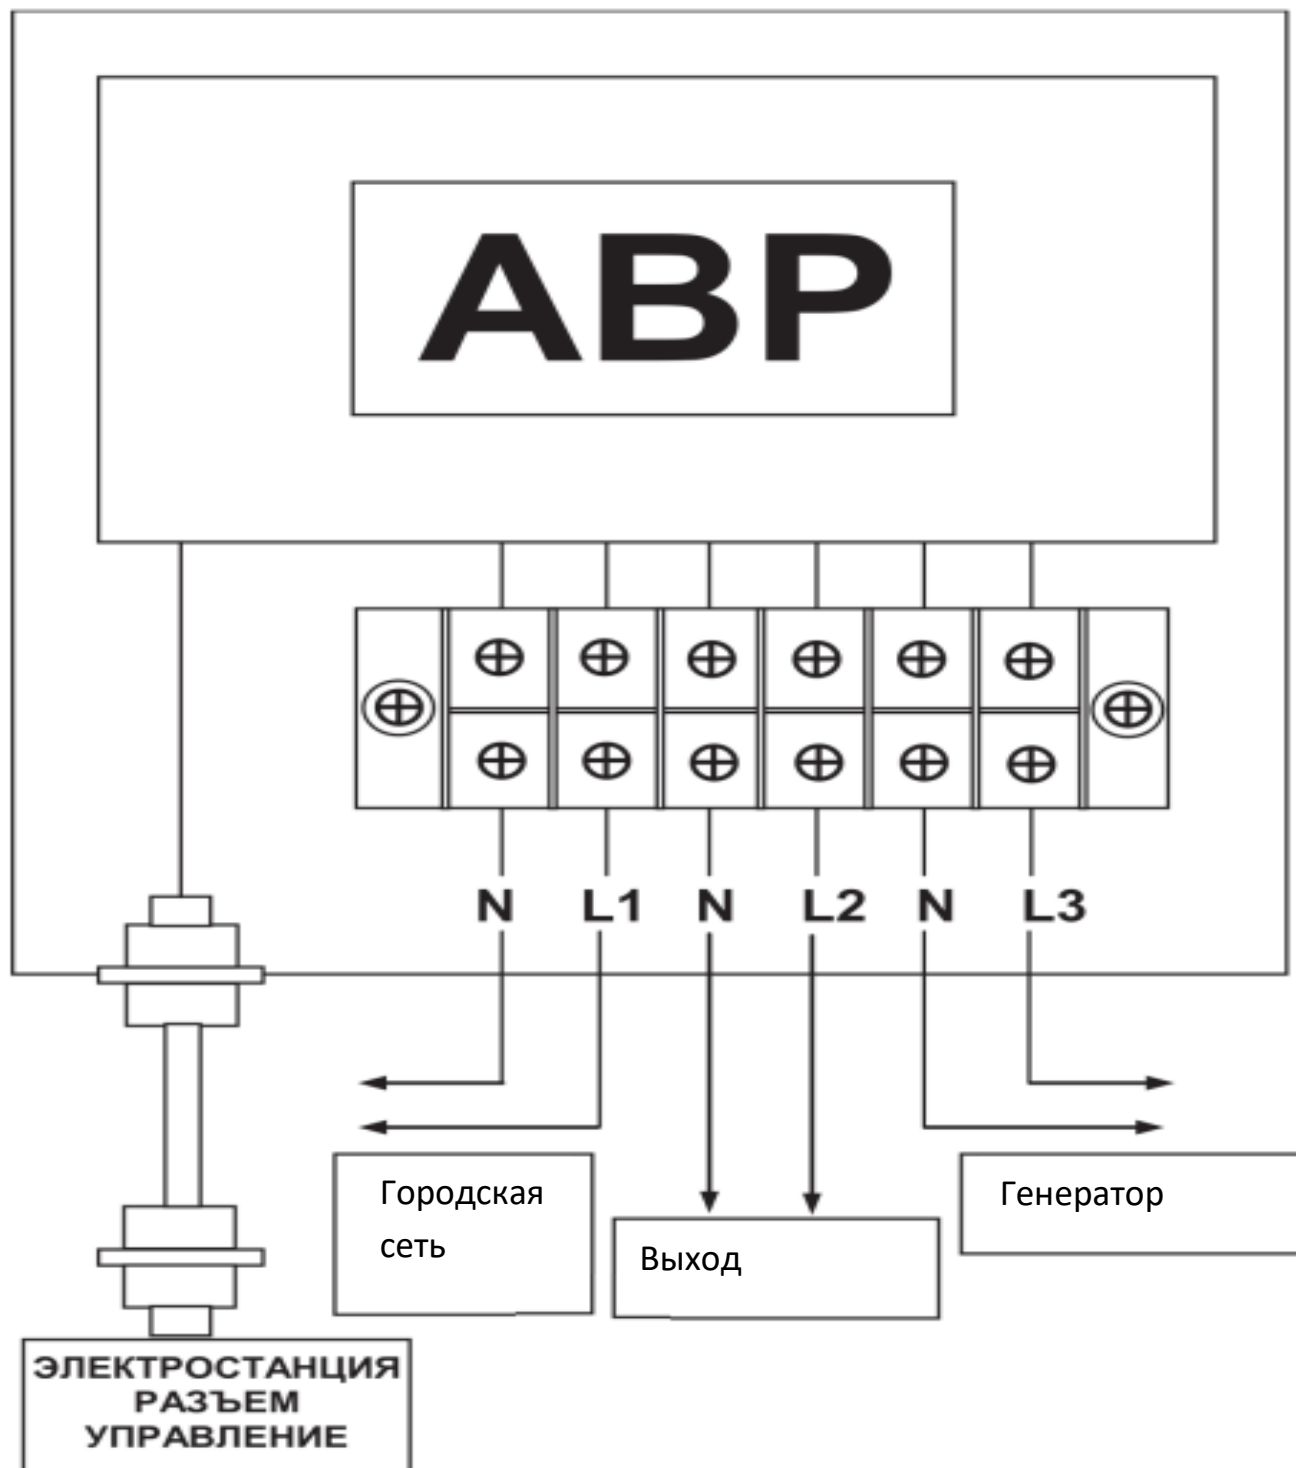 АВР
N L1 N L2 N L3
Городская
сеть
Выход
Генератор
ЭЛЕКТРОСТАНЦИЯ
РАЗЪЕМ
УПРАВЛЕНИЕ